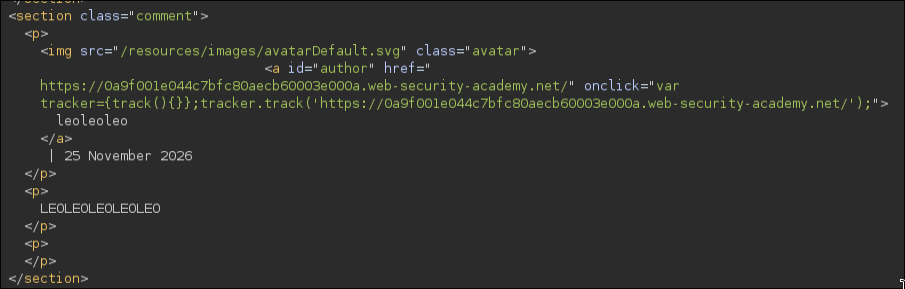 <section class="comment">
<p>
<img src="/resources/images/avatarDefault.svg" class="avatar">
<a id="author" href="
https://0a9f001e044c7bfc80aecb60003e000a.web-security-academy.net/" onclick="var
tracker={track(){}};tracker.track('https://0a9f001e044c7bfc80aecb60003e000a.web-security-academy.net/');">
leoleoleo
</a>
| 25 November 2026
</p>
<p>
LEOLEOLEOLEOLEO
</p>
<p>
</p>
</section>